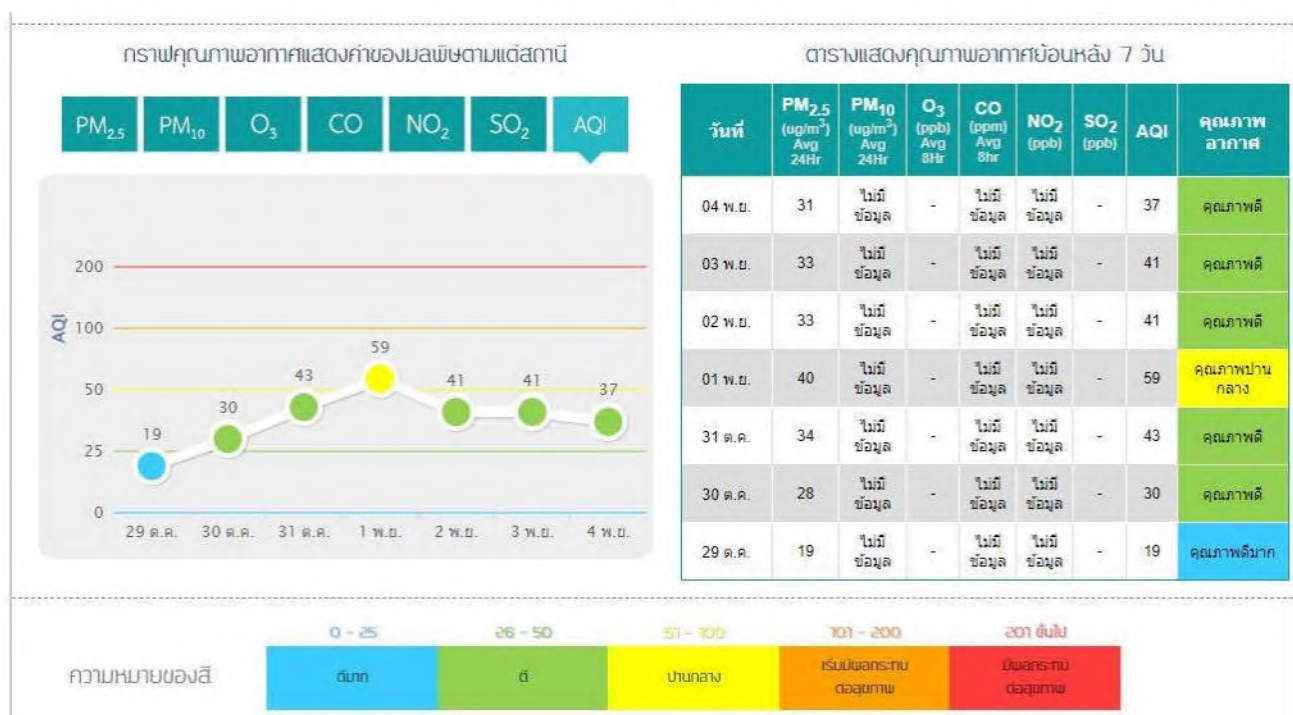 กราฟคุณภาพอากาศแสดงค่าของมลพิษตามแต่สถานี
PM2.5 PM10 O3 CO NO2 SO2 AQI
AQI
200
100
50
25
0
19 30 43 59 41 41 37
29 ต.ค. 30 ต.ค. 31 ต.ค. 1 พ.ย. 2 พ.ย. 3 พ.ย. 4 พ.ย.
ตารางแสดงคุณภาพอากาศย้อนหลัง 7 วัน
วันที่ PM2.5 (ug/m3) Avg 24Hr PM10 (ug/m3) Avg 24Hr O3 (ppb) Avg 8Hr CO (ppm) Avg 8hr NO2 (ppb) SO2 (ppb) AQI คุณภาพอากาศ
04 พ.ย. 31 ไม่มีข้อมูล - ไม่มีข้อมูล ไม่มีข้อมูล - 37 คุณภาพดี
03 พ.ย. 33 ไม่มีข้อมูล - ไม่มีข้อมูล ไม่มีข้อมูล - 41 คุณภาพดี
02 พ.ย. 33 ไม่มีข้อมูล - ไม่มีข้อมูล ไม่มีข้อมูล - 41 คุณภาพดี
01 พ.ย. 40 ไม่มีข้อมูล - ไม่มีข้อมูล ไม่มีข้อมูล - 59 คุณภาพปานกลาง
31 ต.ค. 34 ไม่มีข้อมูล - ไม่มีข้อมูล ไม่มีข้อมูล - 43 คุณภาพดี
30 ต.ค. 28 ไม่มีข้อมูล - ไม่มีข้อมูล ไม่มีข้อมูล - 30 คุณภาพดี
29 ต.ค. 19 ไม่มีข้อมูล - ไม่มีข้อมูล ไม่มีข้อมูล - 19 คุณภาพดีมาก
0 - 25 26 - 50 51 - 100 101 - 200 201 ขึ้นไป
ความหมายของสี ดีมาก ดี ปานกลาง เริ่มมีผลกระทบต่อสุขภาพ มีผลกระทบต่อสุขภาพ